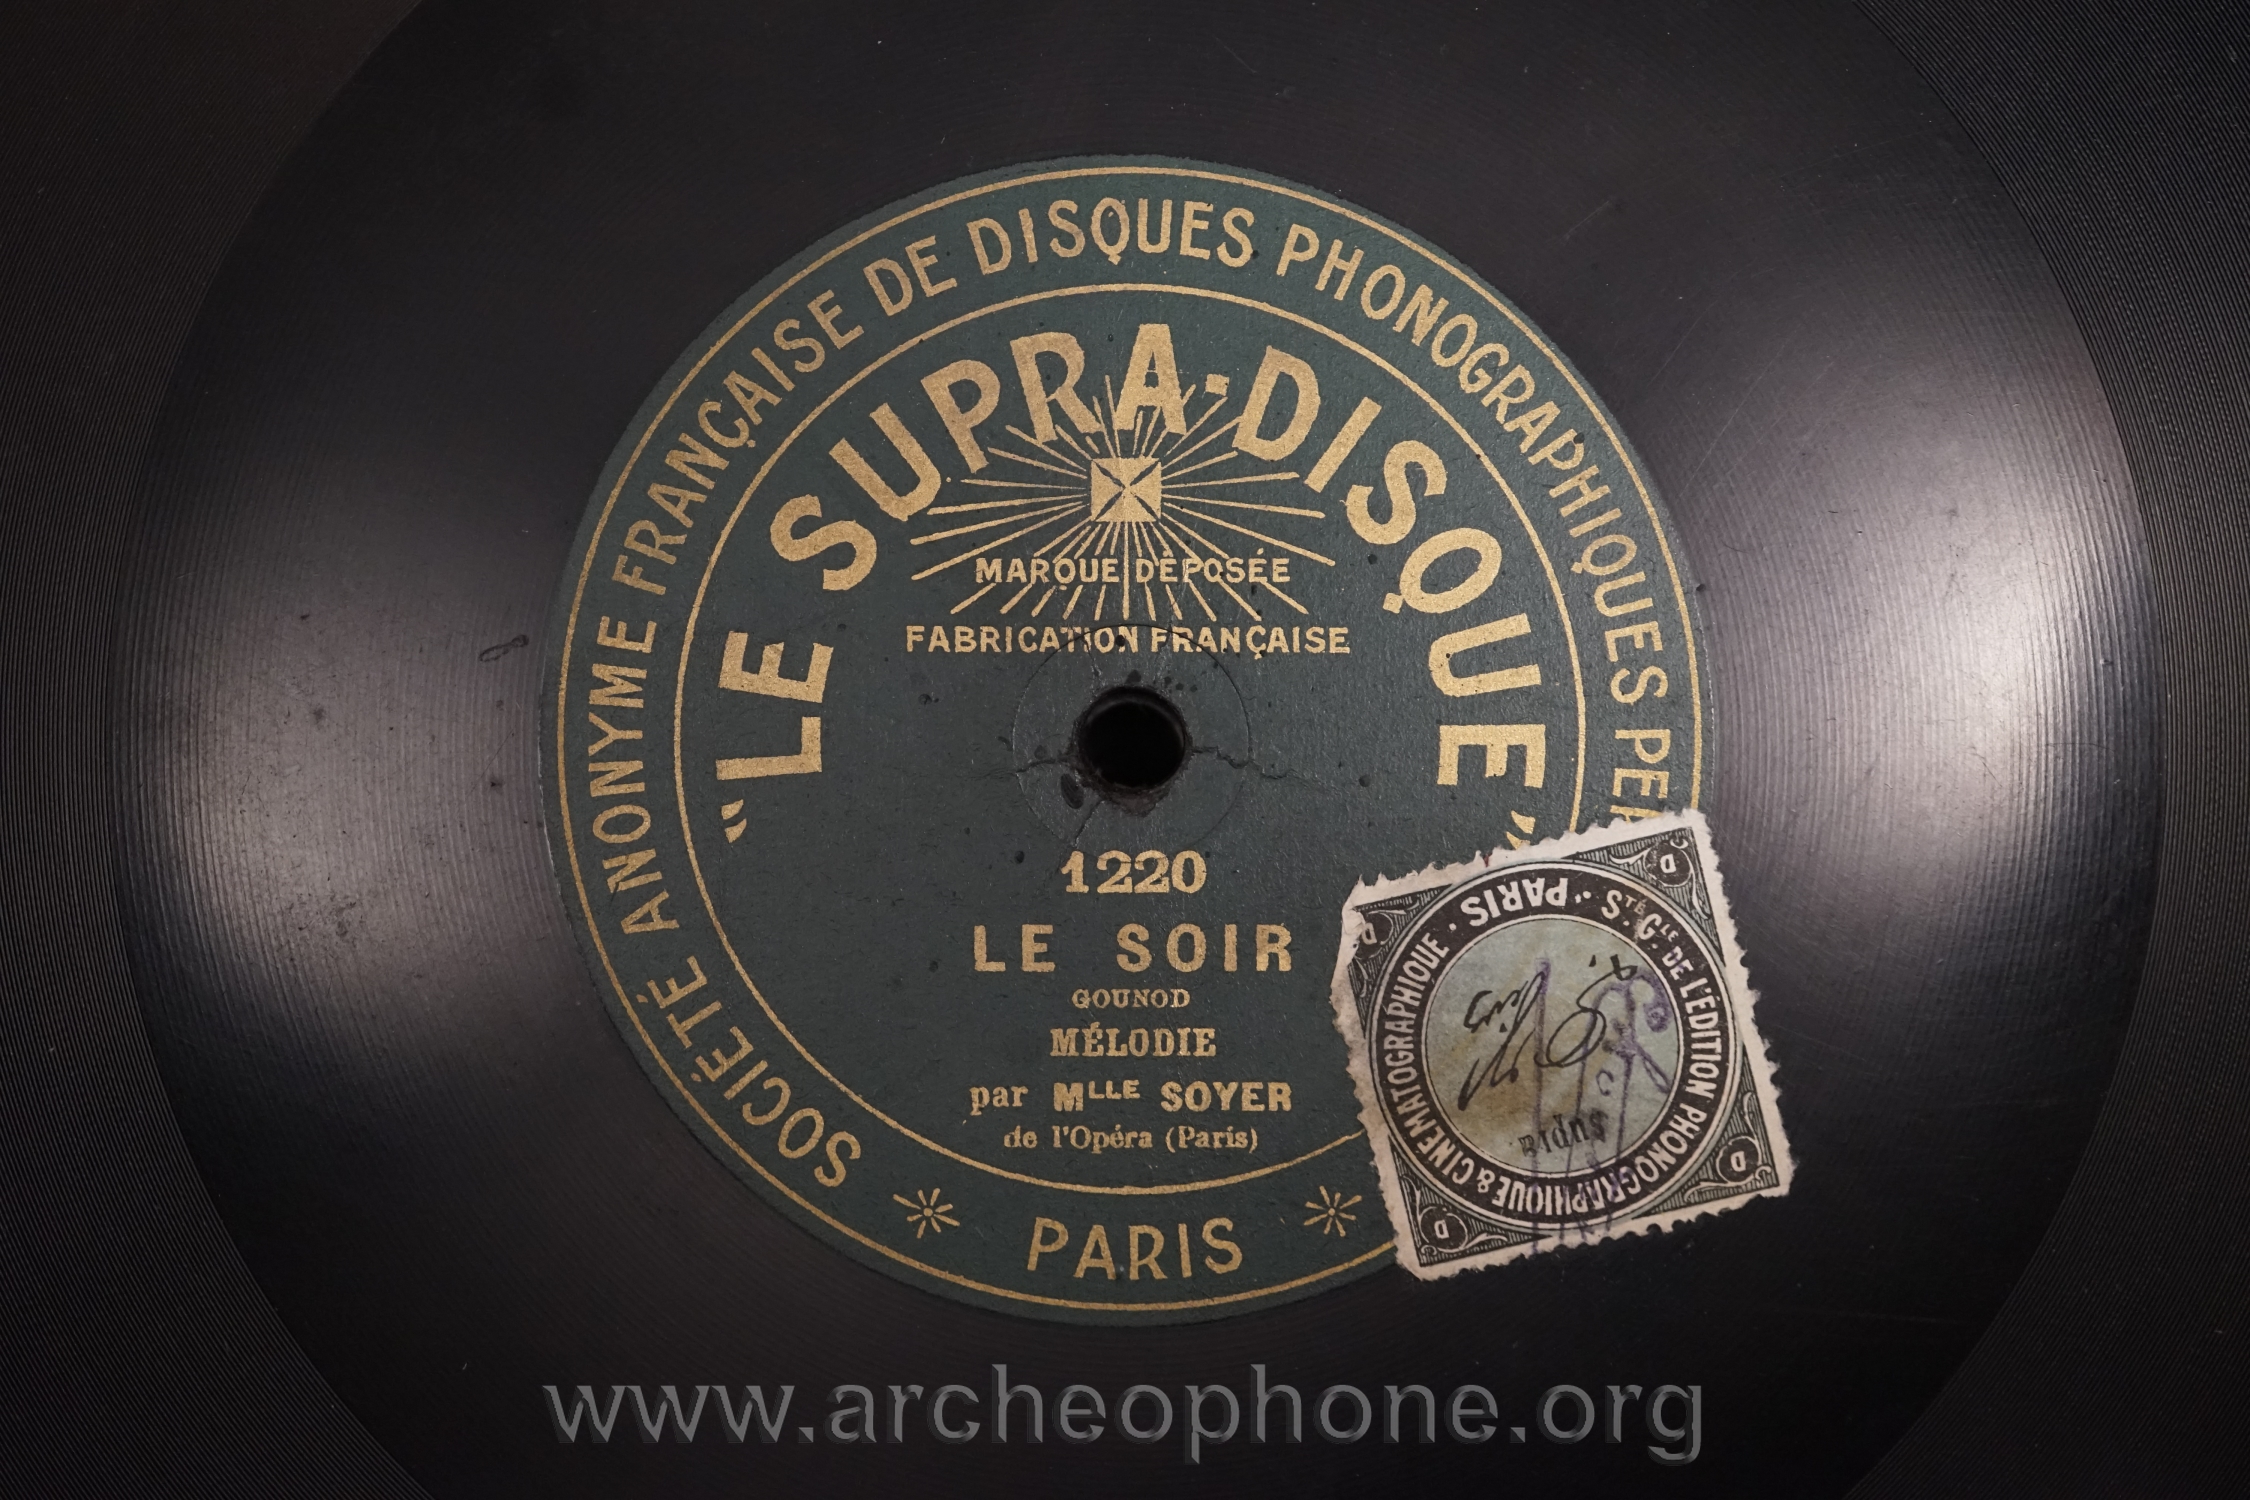 SOCIÉTÉ ANONYME FRANÇAISE DE DISQUES PHONOGRAPHIQUES
"LE SUPRA-DISQUE"
MARQUE DÉPOSÉE
FABRICATION FRANÇAISE
1220
LE SOIR
GOUNOD
MÉLODIE
par MLLE SOYER
de l'Opéra (Paris)
PARIS
STÉ GLE DE L'ÉDITION PHONOGRAPHIQUE & CINÉMATOGRAPHIQUE · PARIS
Supra
D
D
D
D
www.archeophone.org